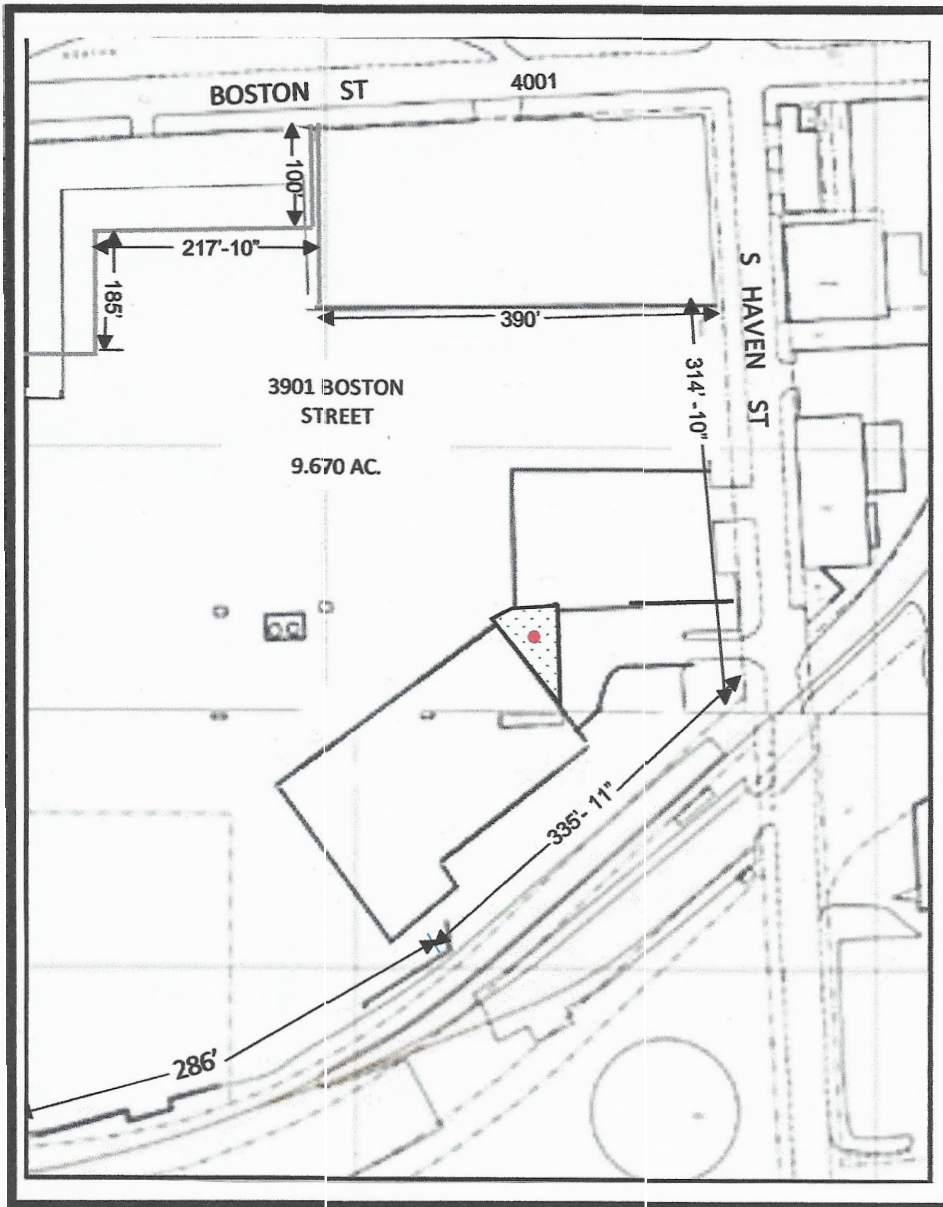 BOSTON ST
4001
100'
217'-10"
185'
390'
S HAVEN ST
314'-10"
3901 BOSTON
STREET
9.670 AC.
335'- 11"
286'